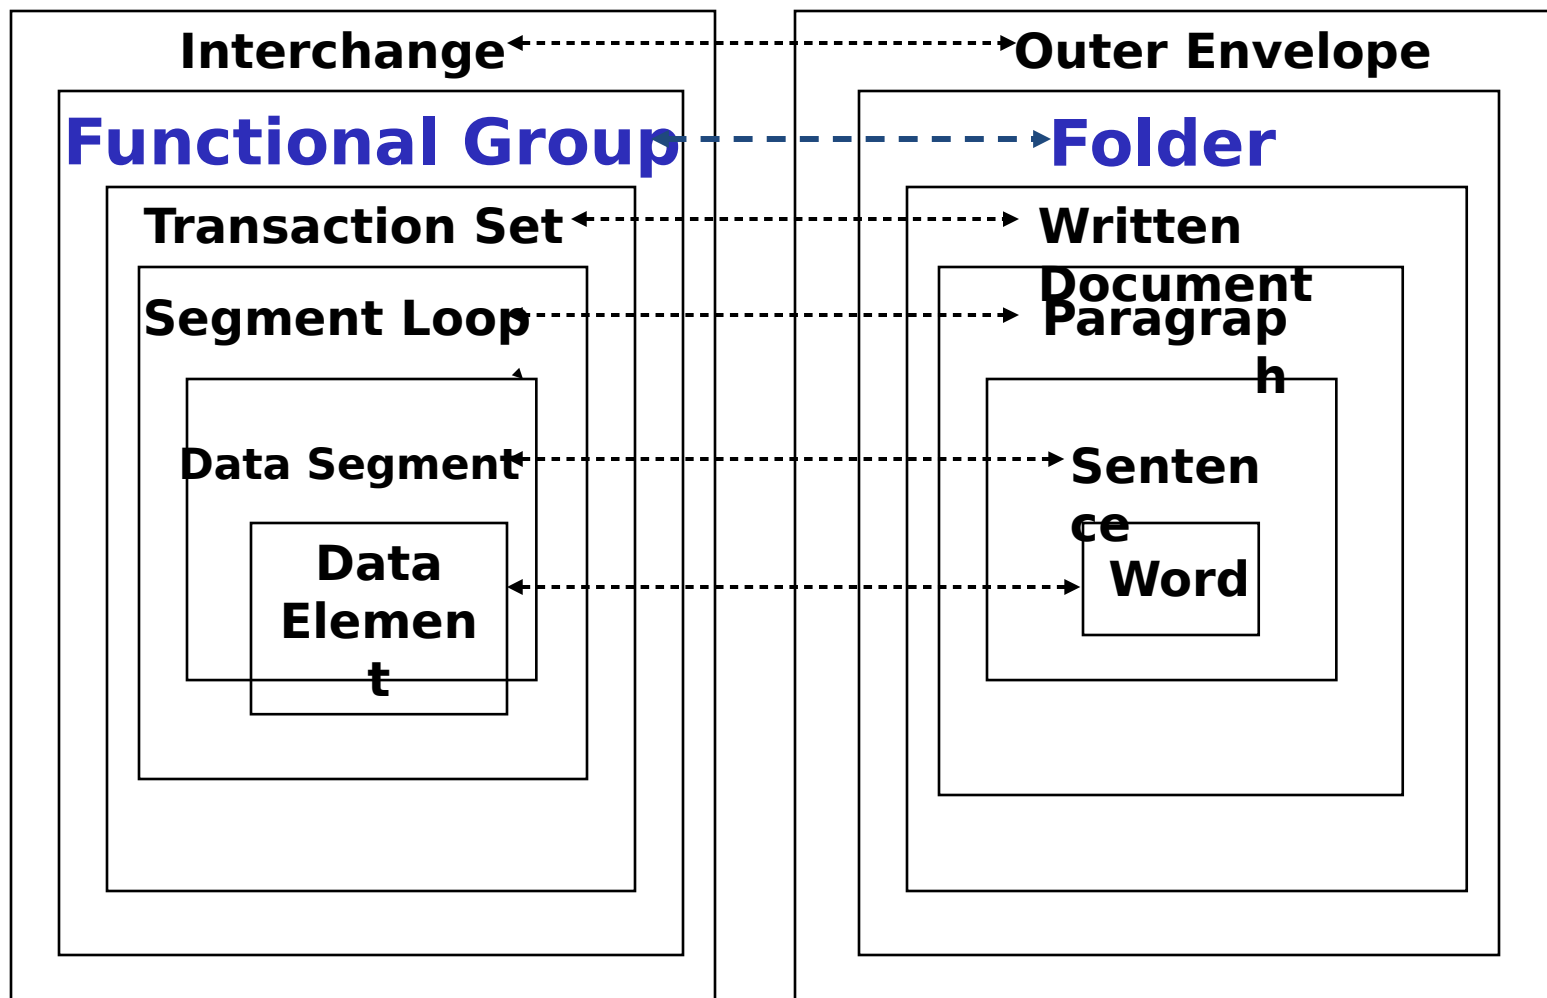 Interchange
Outer Envelope
Functional Group
Folder
Transaction Set
Written
Document
Segment Loop
Paragrap
h
Data Segment
Senten
ce
Data
Elemen
t
Word